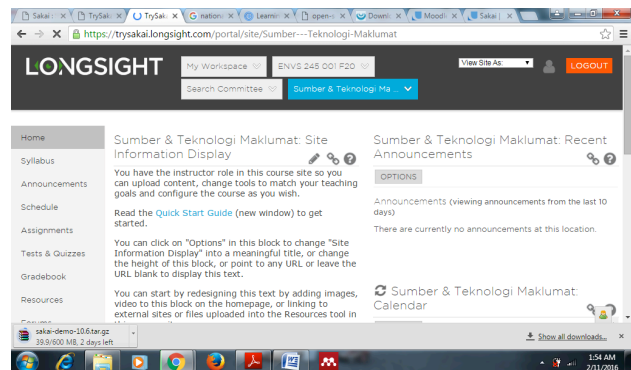 Sakai :
TrySak
TrySak
nation
Learnin
open-s
Downl
Moodl
Sakai |
https://trysakai.longsight.com/portal/site/Sumber---Teknologi-Maklumat
LONGSIGHT
My Workspace
ENVS 245 001 F20
View Site As:
LOGOUT
Search Committee
Sumber & Teknologi Ma ...
Home
Syllabus
Announcements
Schedule
Assignments
Tests & Quizzes
Gradebook
Resources
Forums
Sumber & Teknologi Maklumat: Site
Information Display
You have the instructor role in this course site so you
can upload content, change tools to match your teaching
goals and configure the course as you wish.
Read the Quick Start Guide (new window) to get
started.
You can click on "Options" in this block to change "Site
Information Display" into a meaningful title, or change
the height of this block, or point to any URL or leave the
URL blank to display this text.
You can start by redesigning this text by adding images,
video to this block on the homepage, or linking to
external sites or files uploaded into the Resources tool in
Sumber & Teknologi Maklumat: Recent
Announcements
OPTIONS
Announcements (viewing announcements from the last 10
days)
There are currently no announcements at this location.
Sumber & Teknologi Maklumat:
Calendar
sakai-demo-10.6.tar.gz
39.9/600 MB, 2 days left
Show all downloads...
1:54 AM
2/11/2016